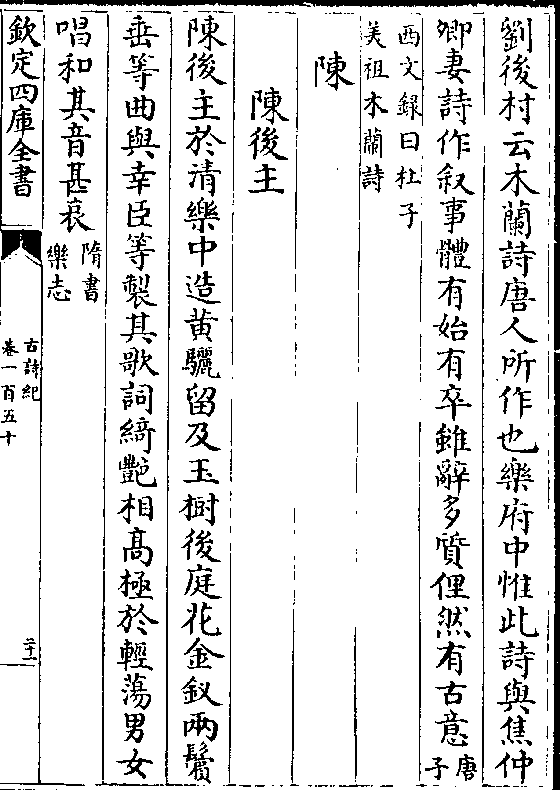 劉後村云木蘭詩唐人所作也樂府中惟此詩與焦仲
卿妻詩作叙事體有始有卒雖辭多質俚然有古意唐子
西文録曰杜子
美祖木蘭詩
陳
陳後主
陳後主於清樂中造黄驪留及玉樹後庭花金釵兩鬢
垂等曲與幸臣等製其歌詞綺艷相髙極於輕蕩男女
唱和其音甚哀隋書
樂志
欽定四庫全書
古詩紀
卷一百五十
二十一